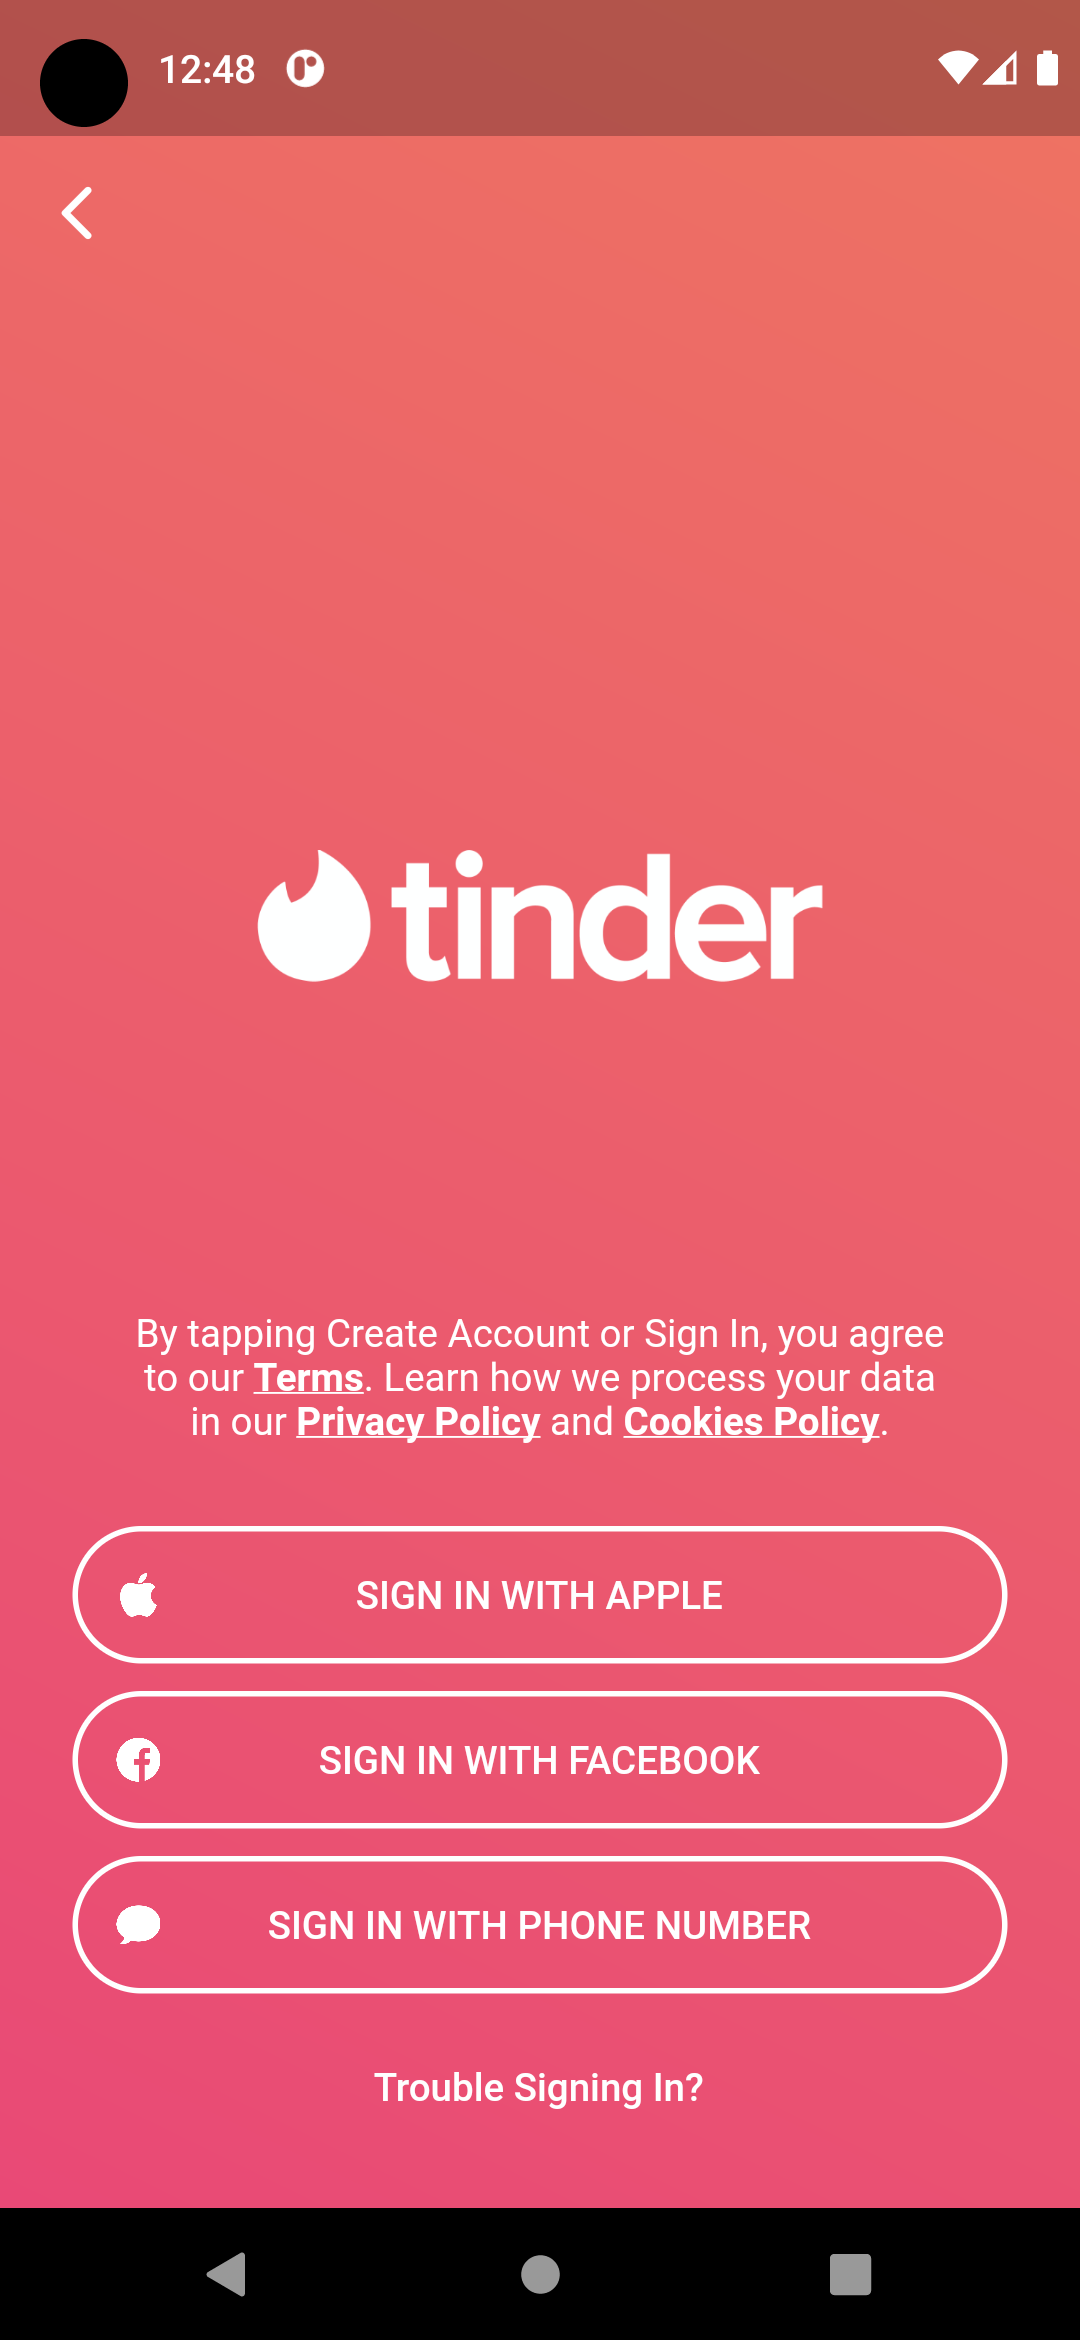 12:48
tinder
By tapping Create Account or Sign In, you agree
to our Terms. Learn how we process your data
in our Privacy Policy and Cookies Policy.
SIGN IN WITH APPLE
SIGN IN WITH FACEBOOK
SIGN IN WITH PHONE NUMBER
Trouble Signing In?